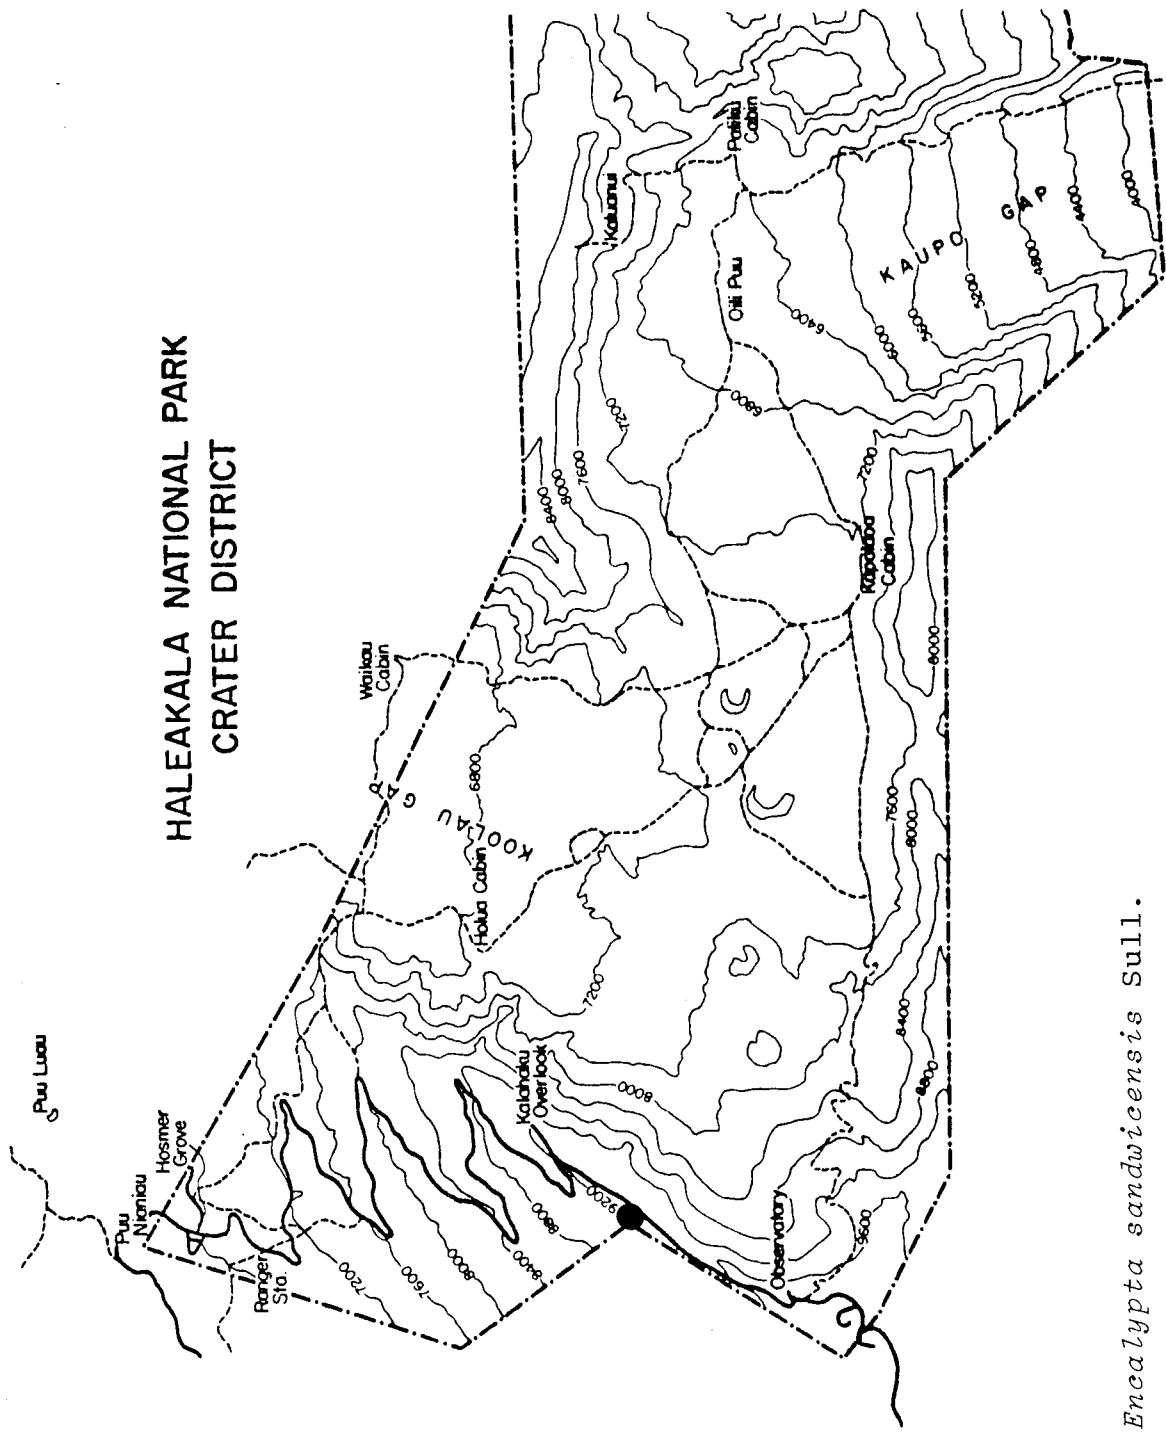 HALEAKALA NATIONAL PARK
CRATER DISTRICT
Puu Luau
Puu
Nianiau
Hosmer
Grove
Ranger
Sta.
7200
7600
8000
8400
8800
9200
Kalahaku
Overlook
Observatory
9600
8000
7200
8400
8800
Waikau
Cabin
KOOLAU GAP
6800
Holua Cabin
7600
8000
8000
8400
8000
7600
7200
7200
Kapalaoa
Cabin
6800
Kaluanui
Oili Puu
Paliku
Cabin
6400
6000
5600
5200
4800
4400
4000
KAUPO GAP
Encalypta sandwicensis Sull.